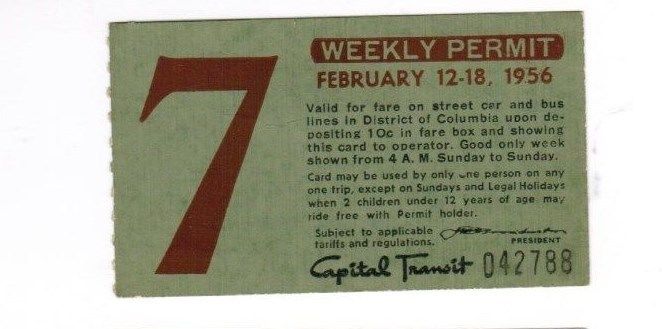 7
WEEKLY PERMIT
FEBRUARY 12-18, 1956
Valid for fare on street car and bus
lines in District of Columbia upon de-
positing 10c in fare box and showing
this card to operator. Good only week
shown from 4 A.M. Sunday to Sunday.
Card may be used by only one person on any
one trip, except on Sundays and Legal Holidays
when 2 children under 12 years of age may
ride free with Permit holder.
Subject to applicable
tariffs and regulations.
PRESIDENT
Capital Transit 042788